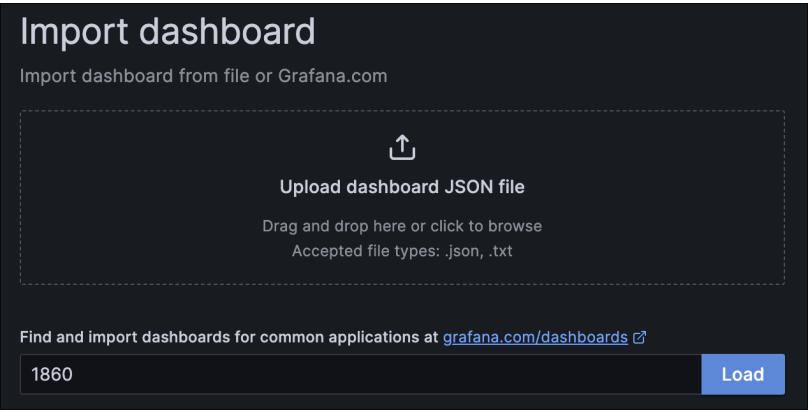 Import dashboard
Import dashboard from file or Grafana.com
Upload dashboard JSON file
Drag and drop here or click to browse
Accepted file types: .json, .txt
Find and import dashboards for common applications at grafana.com/dashboards
1860
Load